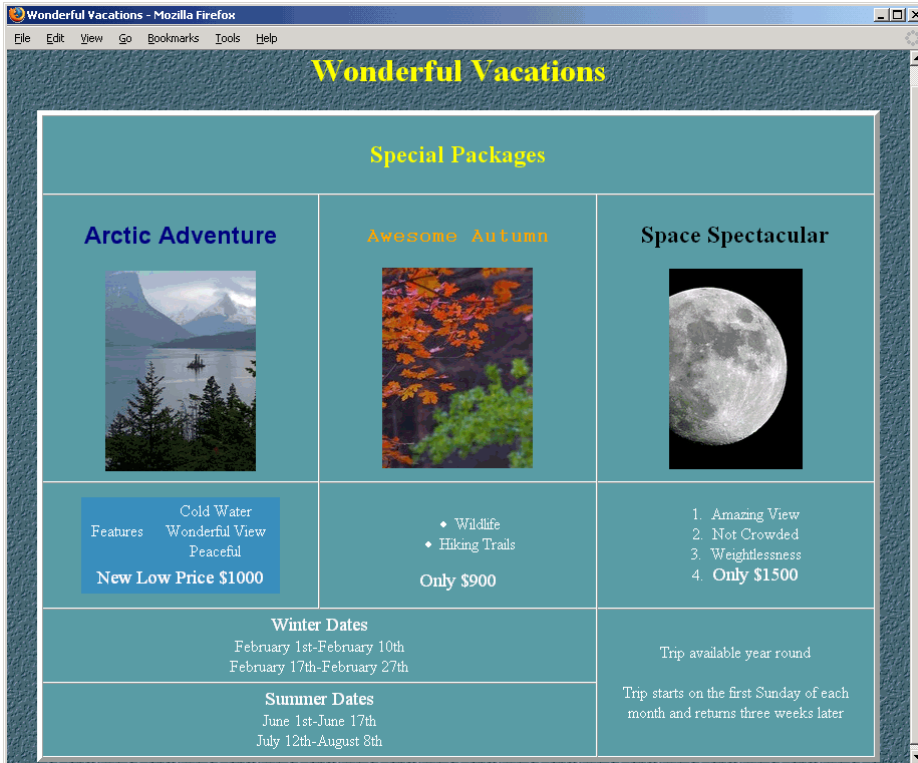 Wonderful Vacations - Mozilla Firefox
File Edit View Go Bookmarks Tools Help
Wonderful Vacations
Special Packages
Arctic Adventure
Awesome Autumn
Space Spectacular
Features
Cold Water
Wonderful View
Peaceful
New Low Price $1000
• Wildlife
• Hiking Trails
Only $900
1. Amazing View
2. Not Crowded
3. Weightlessness
4. Only $1500
Winter Dates
February 1st-February 10th
February 17th-February 27th
Summer Dates
June 1st-June 17th
July 12th-August 8th
Trip available year round
Trip starts on the first Sunday of each
month and returns three weeks later